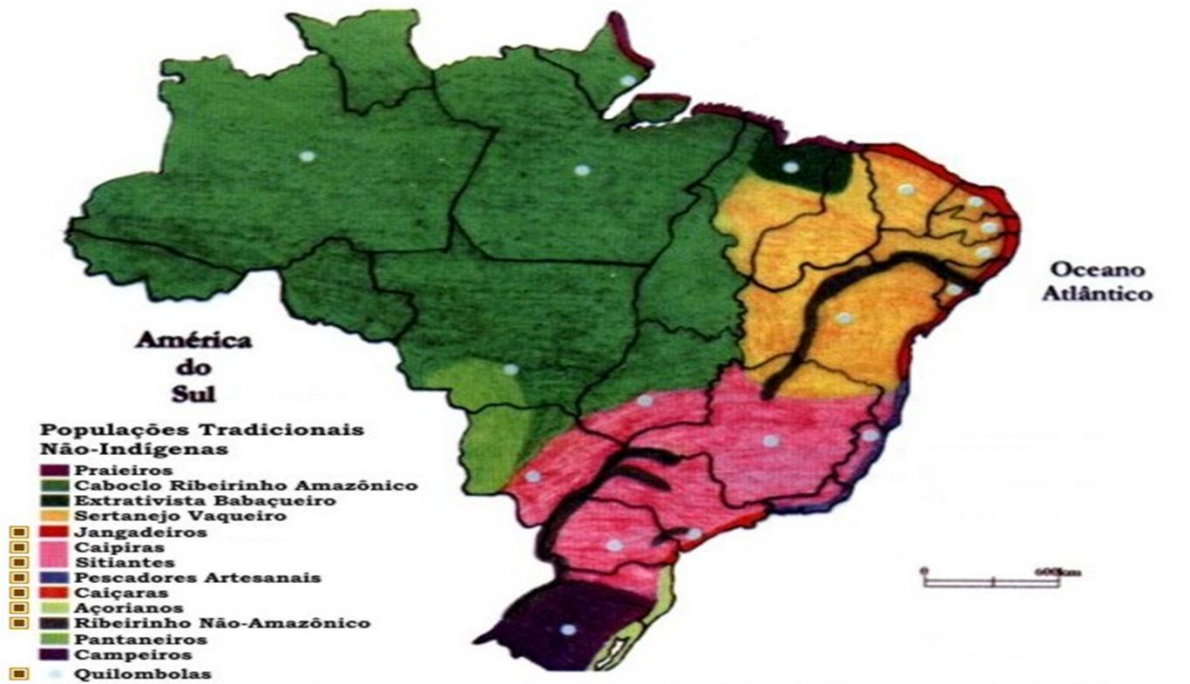 Oceano
Atlântico
América
do
Sul
Populações Tradicionais
Não-Indígenas
Praieiros
Caboclo Ribeirinho Amazônico
Extrativista Babaçueiro
Sertanejo Vaqueiro
Jangadeiros
Caipiras
Sitiantes
Pescadores Artesanais
Caiçaras
Açorianos
Ribeirinho Não-Amazônico
Pantaneiros
Campeiros
Quilombolas
0